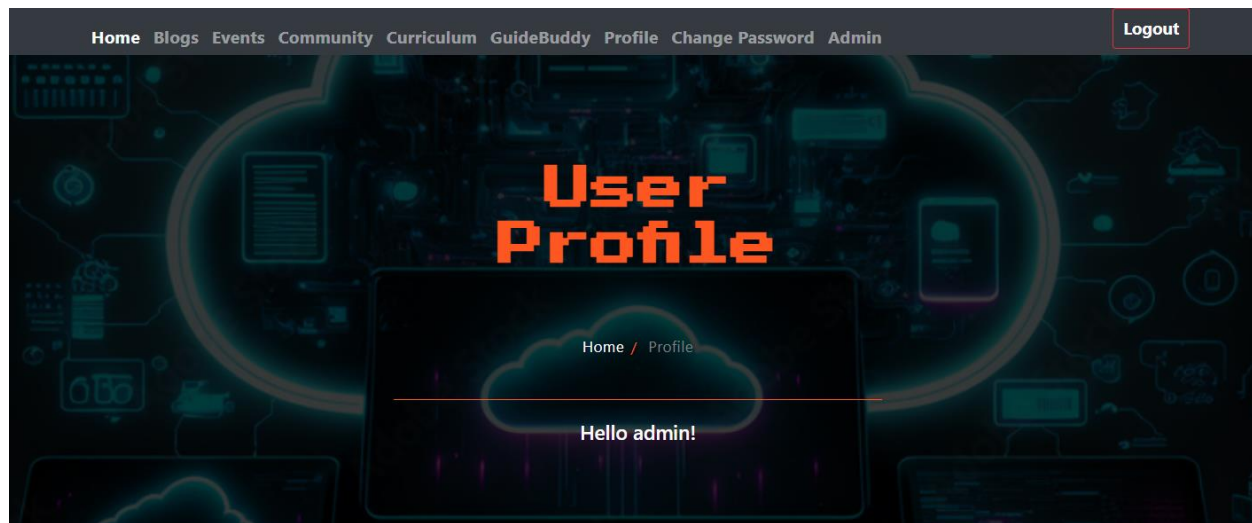 Home Blogs Events Community Curriculum GuideBuddy Profile Change Password Admin
Logout
User
Profile
Home / Profile
Hello admin!